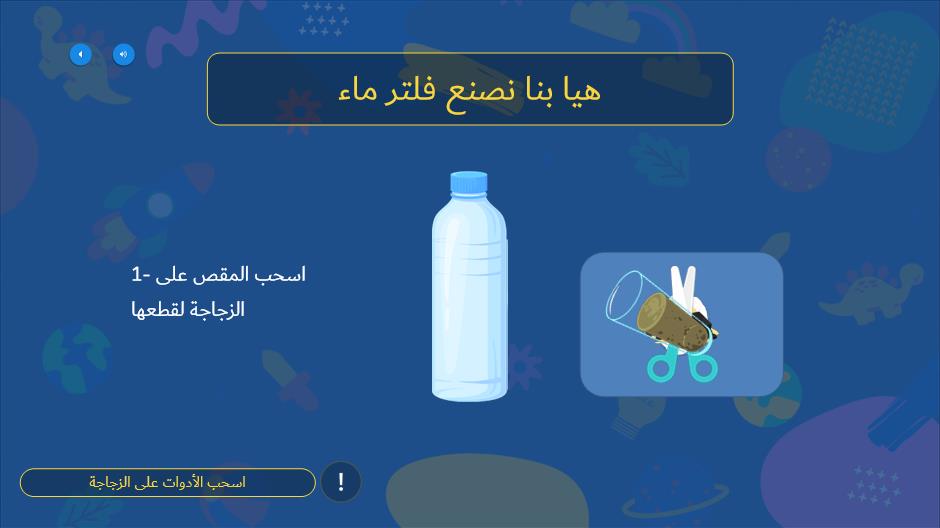 هيا بنا نصنع فلتر ماء
1- اسحب المقص على
الزجاجة لقطعها
اسحب الأدوات على الزجاجة
!